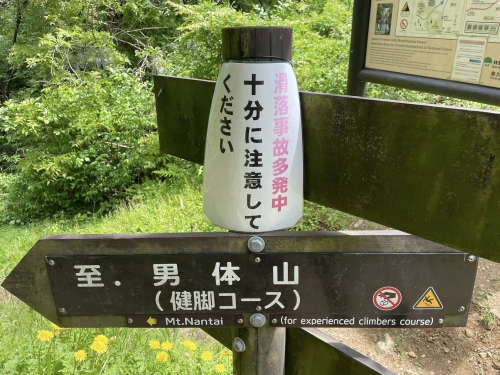 滑落事故多発中
十分に注意して
ください
至．男体山
（健脚コース）
Mt.Nantai (for experienced climbers course)